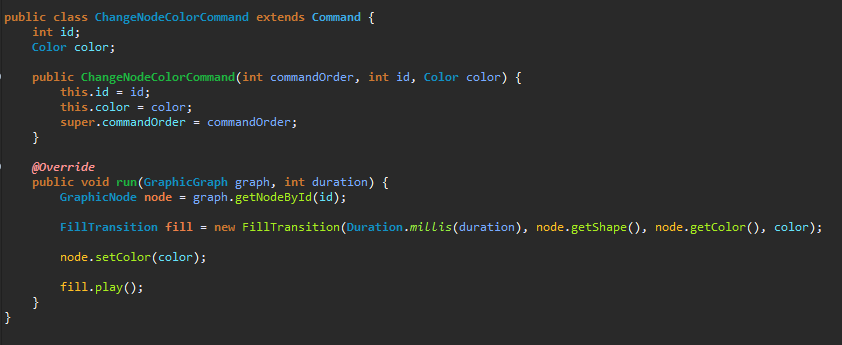 public class ChangeNodeColorCommand extends Command {
    int id;
    Color color;

    public ChangeNodeColorCommand(int commandOrder, int id, Color color) {
        this.id = id;
        this.color = color;
        super.commandOrder = commandOrder;
    }

    @Override
    public void run(GraphicGraph graph, int duration) {
        GraphicNode node = graph.getNodeById(id);

        FillTransition fill = new FillTransition(Duration.millis(duration), node.getShape(), node.getColor(), color);

        node.setColor(color);

        fill.play();
    }
}